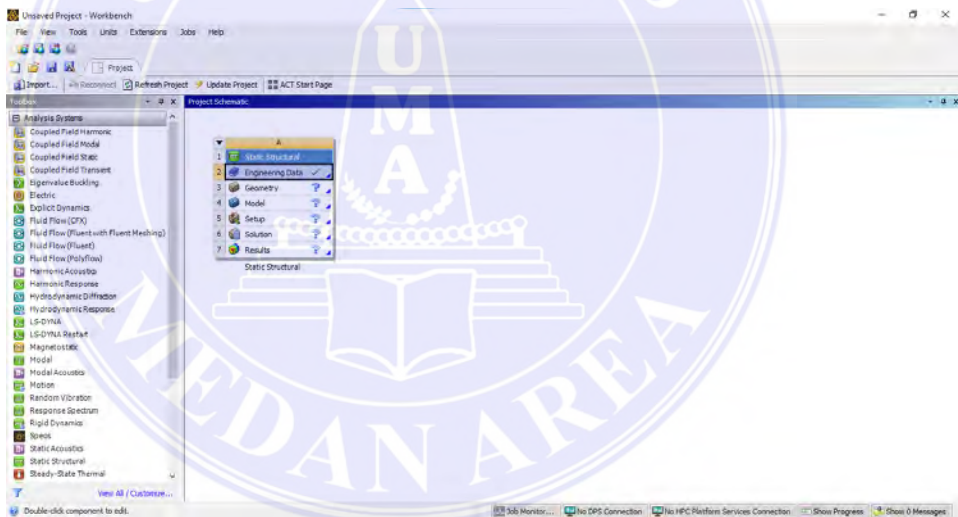 Unsaved Project - Workbench
File View Tools Units Extensions Jobs Help
Project
Import... Reconnect Refresh Project Update Project ACT Start Page
Toolbox
Project Schematic
Analysis Systems
Coupled Field Harmonic
Coupled Field Modal
Coupled Field Static
Coupled Field Transient
Eigenvalue Buckling
Electric
Explicit Dynamics
Fluid Flow (CFX)
Fluid Flow (Fluent with Fluent Meshing)
Fluid Flow (Fluent)
Fluid Flow (Polyflow)
Harmonic Acoustics
Harmonic Response
Hydrodynamic Diffraction
Hydrodynamic Response
LS-DYNA
LS-DYNA Restart
Magnetostatic
Modal
Modal Acoustics
Motion
Random Vibration
Response Spectrum
Rigid Dynamics
Speos
Static Acoustics
Static Structural
Steady-State Thermal
View All / Customize...
A
1 Static Structural
2 Engineering Data
3 Geometry ?
4 Model ?
5 Setup ?
6 Solution ?
7 Results ?
Static Structural
UMA
MEDAN AREA
Double-click component to edit.
Job Monitor... No DPS Connection No HPC Platform Services Connection Show Progress Show 0 Messages